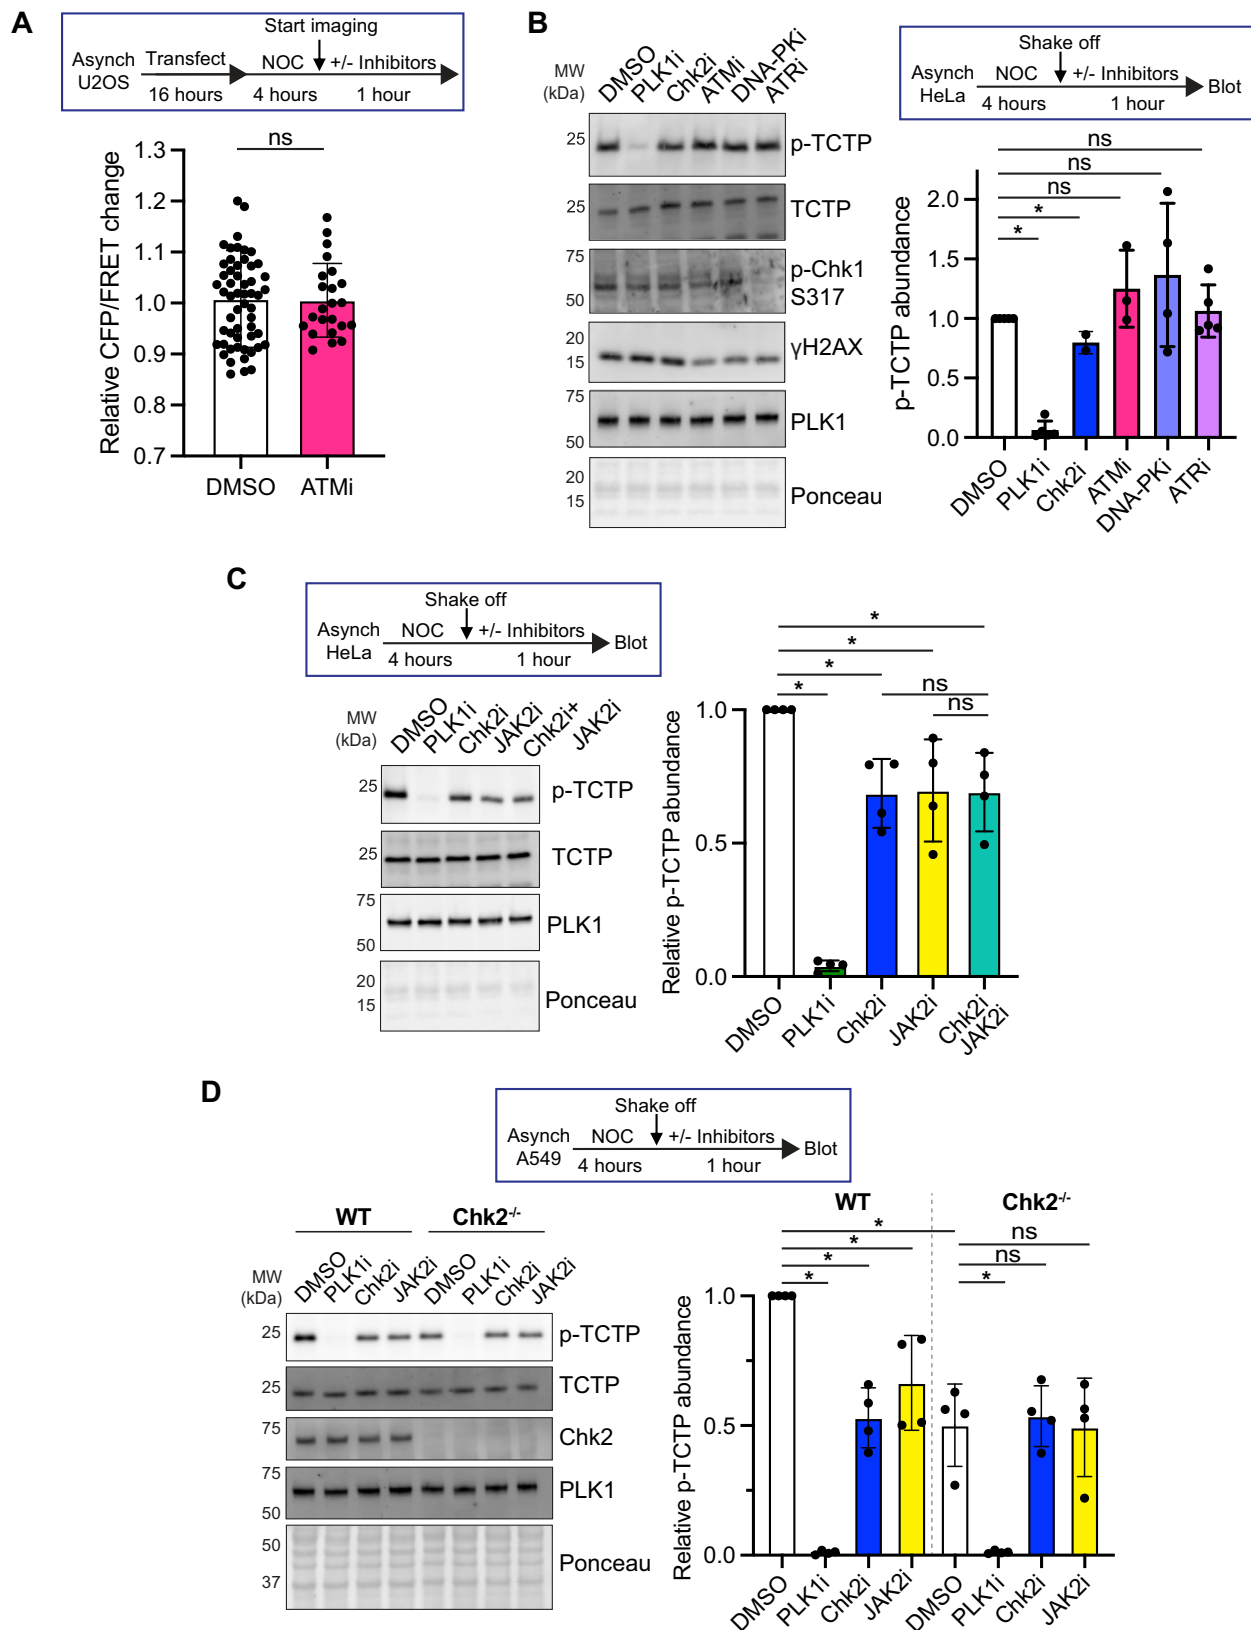 A
Start imaging
Asynch Transfect NOC +/- Inhibitors
U2OS 16 hours 4 hours 1 hour
ns
Relative CFP/FRET change
1.3
1.2
1.1
1.0
0.9
0.8
0.7
DMSO ATMi
B
MW
(kDa)
DMSO PLK1i Chk2i ATMi DNA-PKi ATRi
25 p-TCTP
25 TCTP
75 p-Chk1
50 S317
20 γH2AX
15
75 PLK1
50
20 Ponceau
15
Shake off
Asynch NOC +/- Inhibitors Blot
HeLa 4 hours 1 hour
ns
ns
ns
*
*
p-TCTP abundance
2.0
1.5
1.0
0.5
0.0
DMSO PLK1i Chk2i ATMi DNA-PKi ATRi
C
Shake off
Asynch NOC +/- Inhibitors Blot
HeLa 4 hours 1 hour
MW
(kDa)
DMSO PLK1i Chk2i JAK2i Chk2i+
JAK2i
25 p-TCTP
25 TCTP
75 PLK1
50
20 Ponceau
15
*
*
*
* ns
ns
Relative p-TCTP abundance
1.0
0.5
0.0
DMSO PLK1i Chk2i JAK2i Chk2i
JAK2i
D
Shake off
Asynch NOC +/- Inhibitors Blot
A549 4 hours 1 hour
WT Chk2-/-
MW
(kDa)
DMSO PLK1i Chk2i JAK2i DMSO PLK1i Chk2i JAK2i
25 p-TCTP
25 TCTP
75 Chk2
75 PLK1
50
50 Ponceau
37
WT Chk2-/-
* ns
* ns
*
* *
Relative p-TCTP abundance
1.0
0.5
0.0
DMSO PLK1i Chk2i JAK2i DMSO PLK1i Chk2i JAK2i